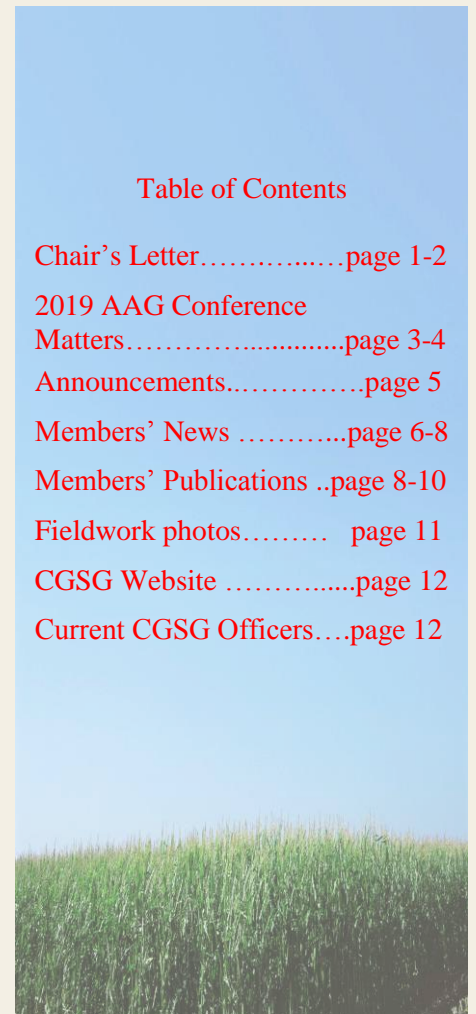 Table of Contents
Chair’s Letter…….…...…page 1-2
2019 AAG Conference
Matters…………..............page 3-4
Announcements..………….page 5
Members’ News ………...page 6-8
Members’ Publications ..page 8-10
Fieldwork photos……… page 11
CGSG Website ………......page 12
Current CGSG Officers….page 12